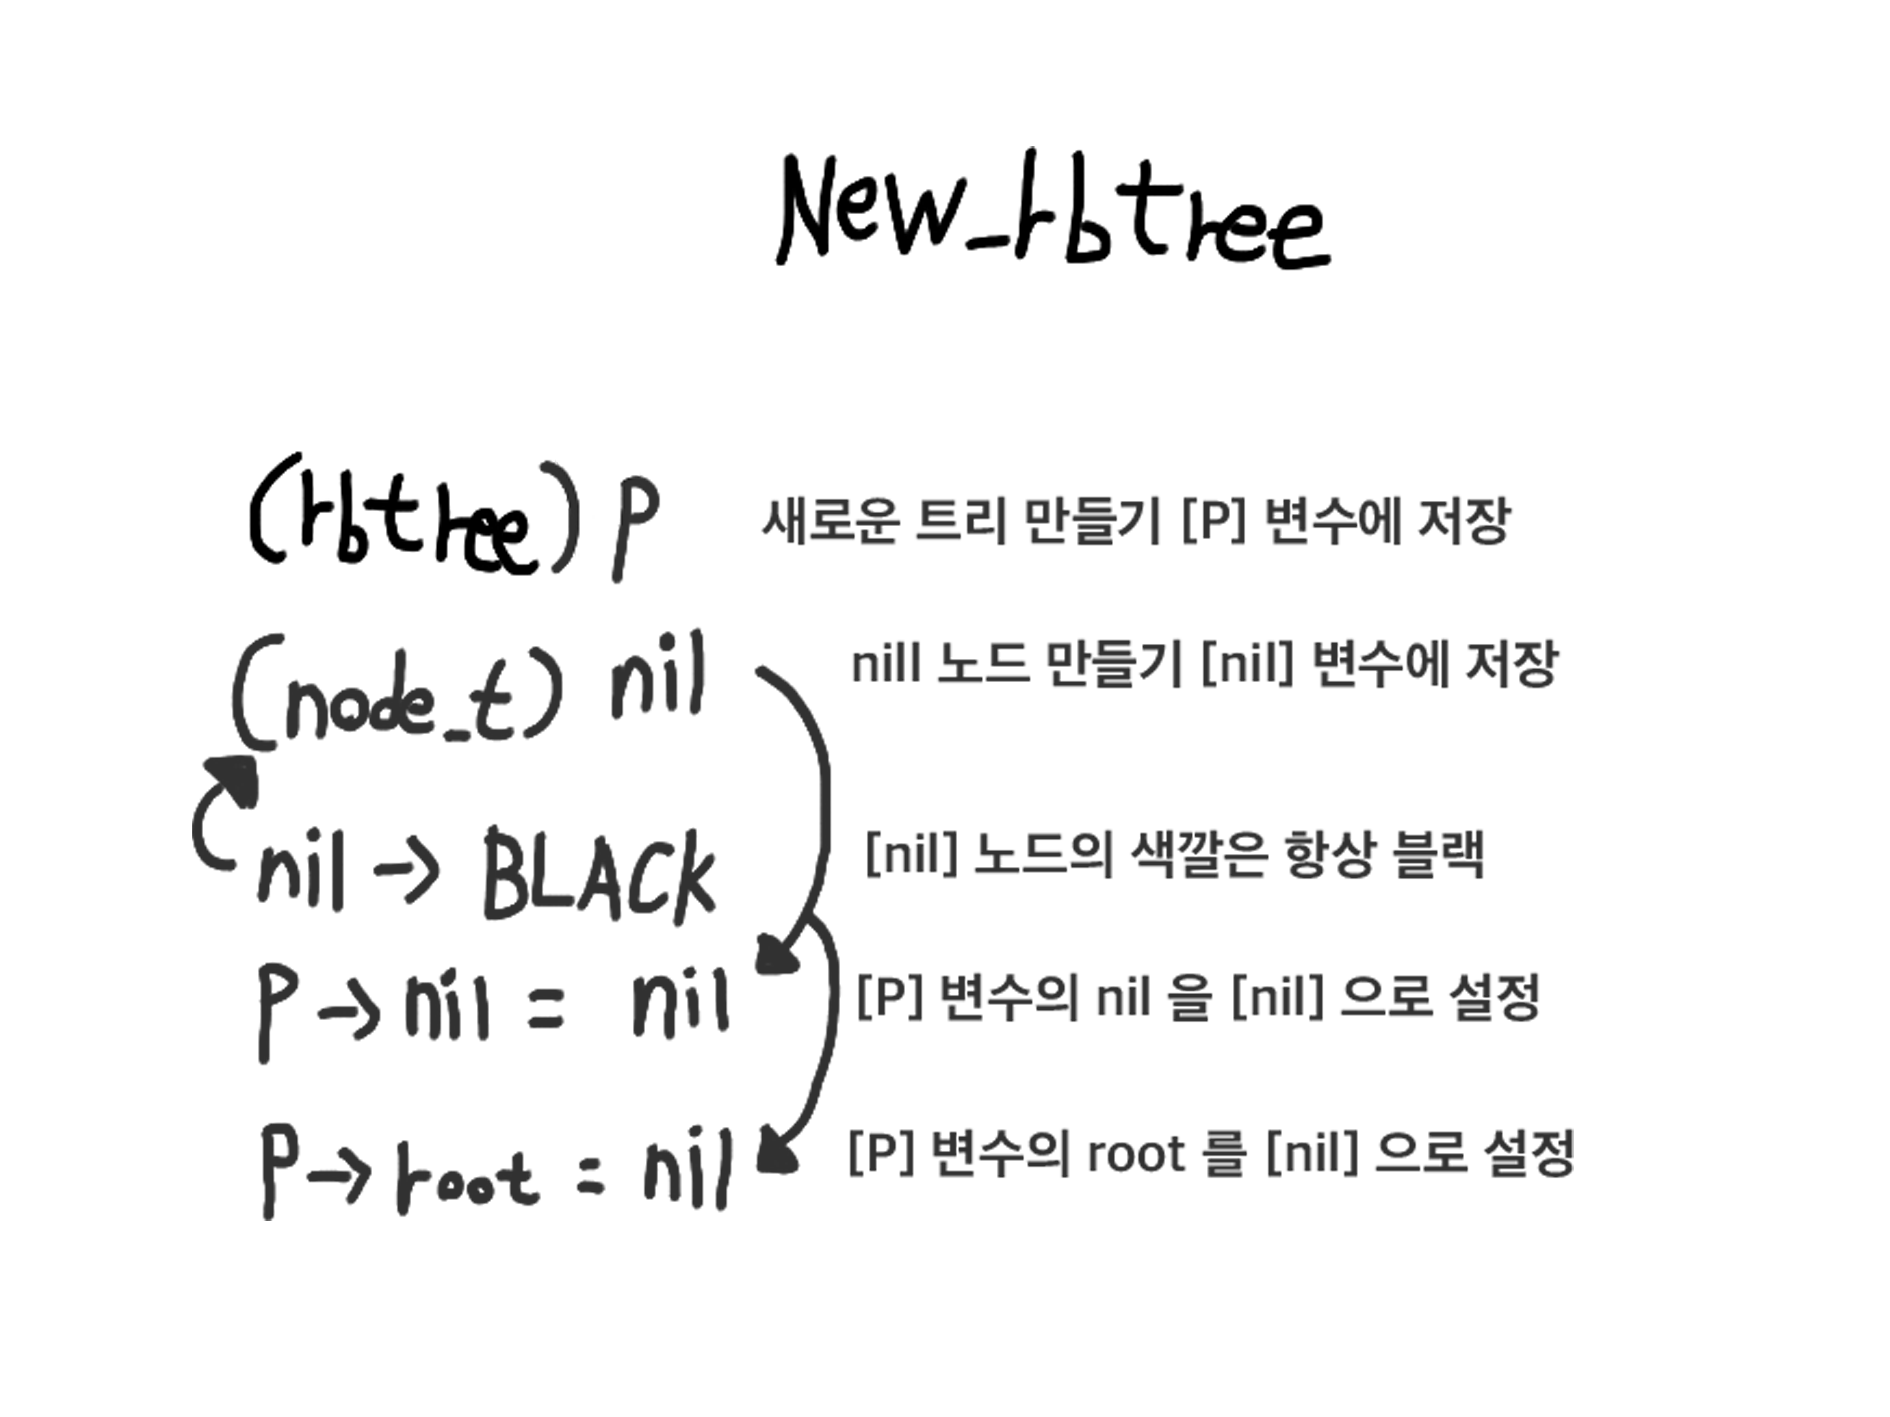 New_rbtree
(rbtree) P 새로운 트리 만들기 [P] 변수에 저장
(node_t) nil nill 노드 만들기 [nil] 변수에 저장
nil → BLACK [nil] 노드의 색깔은 항상 블랙
P → nil = nil [P] 변수의 nil 을 [nil] 으로 설정
P → root = nil [P] 변수의 root 를 [nil] 으로 설정